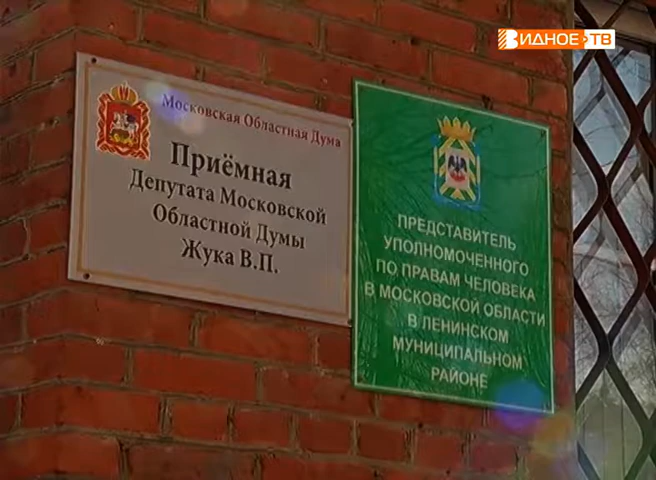 ВИДНОЕ-ТВ
Московская Областная Дума
Приёмная
Депутата Московской
Областной Думы
Жука В.П.
ПРЕДСТАВИТЕЛЬ
УПОЛНОМОЧЕННОГО
ПО ПРАВАМ ЧЕЛОВЕКА
В МОСКОВСКОЙ ОБЛАСТИ
В ЛЕНИНСКОМ
МУНИЦИПАЛЬНОМ
РАЙОНЕ